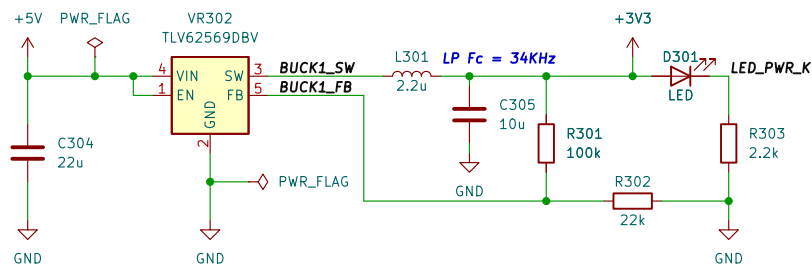 +5V
PWR_FLAG
VR302
TLV62569DBV
4
VIN
SW
3
BUCK1_SW
1
EN
FB
5
BUCK1_FB
GND
2
L301
2.2u
LP Fc = 34KHz
+3V3
D301
LED
LED_PWR_K
C304
22u
C305
10u
R301
100k
R303
2.2k
PWR_FLAG
GND
R302
22k
GND
GND
GND